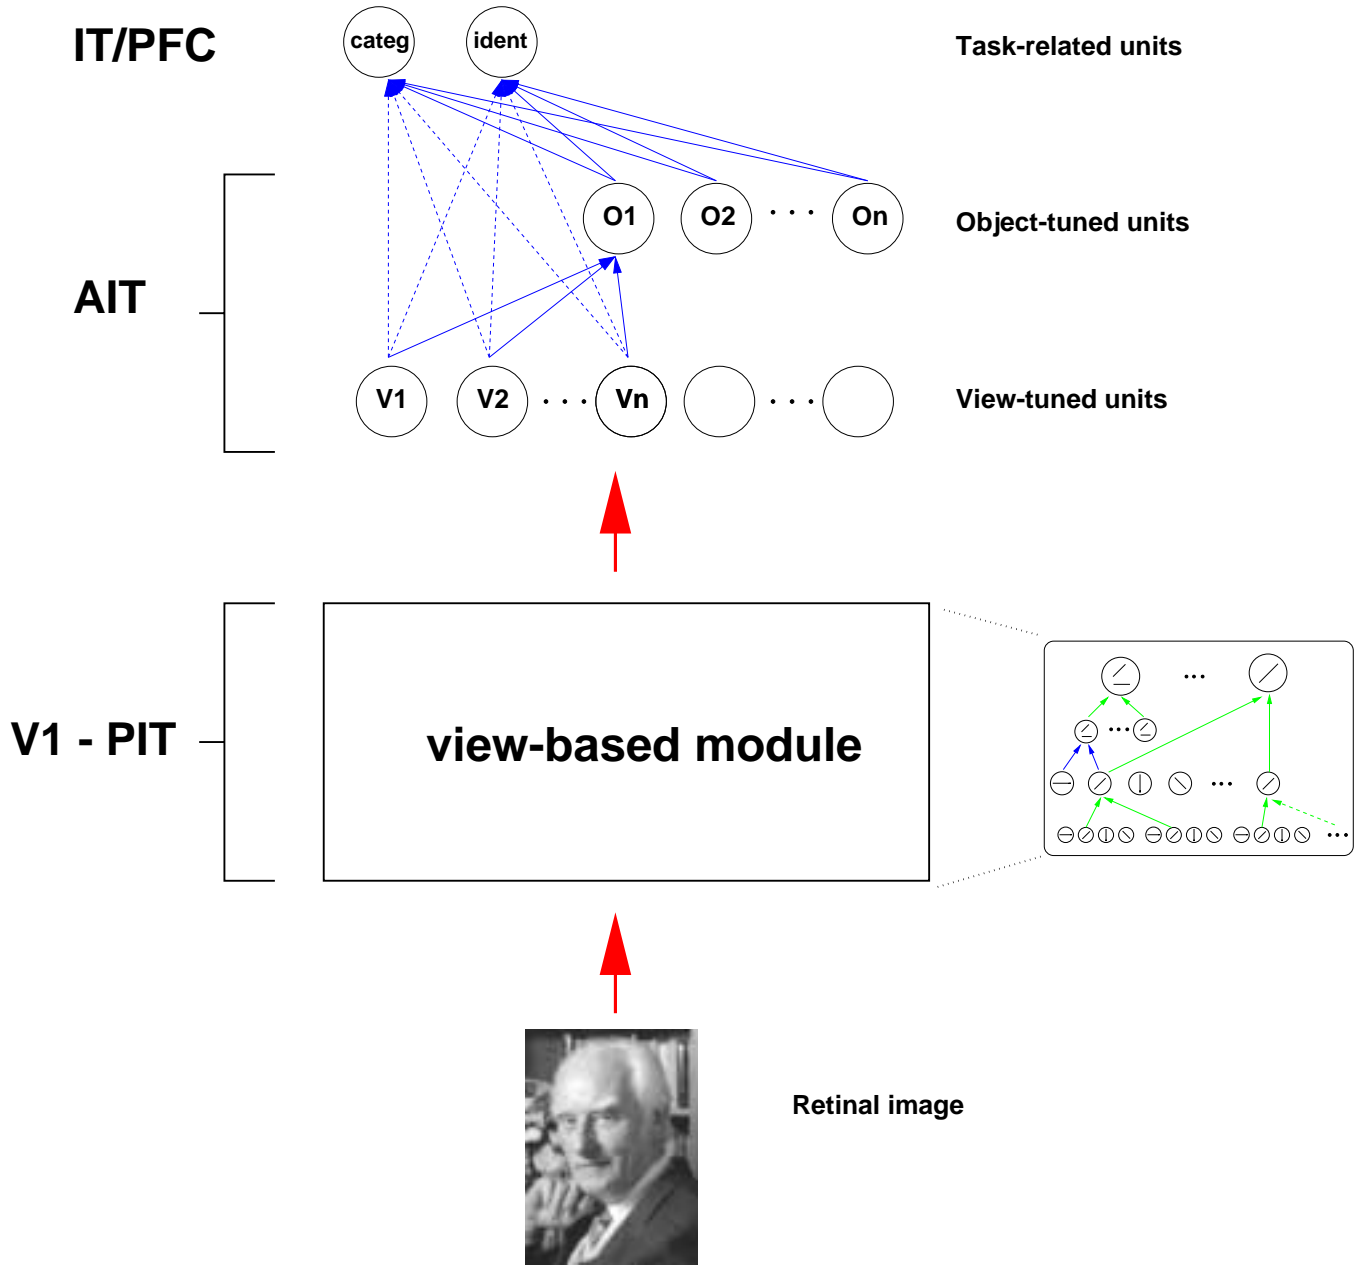 IT/PFC categ ident Task-related units
O1 O2 ... On Object-tuned units
AIT
V1 V2 ... Vn ... View-tuned units
V1 - PIT view-based module
...
...
...
...
Retinal image